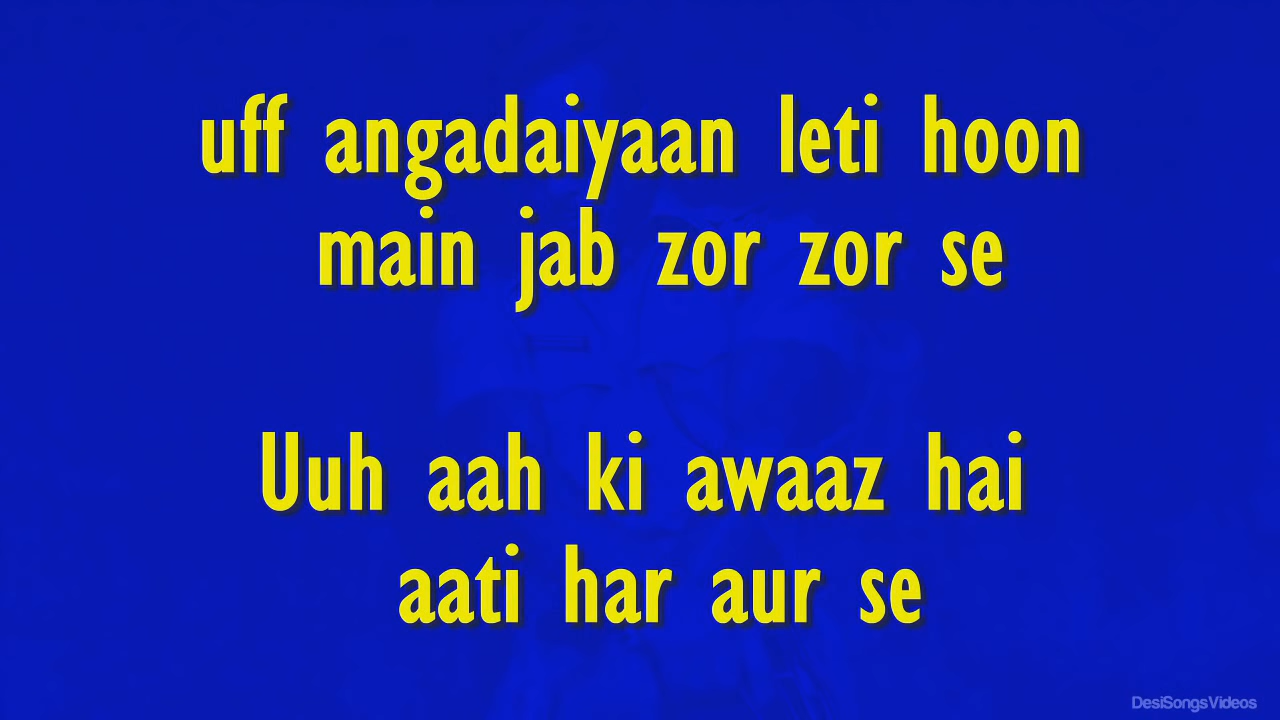 uff angadaiyaan leti hoon
main jab zor zor se
Uuh aah ki awaaz hai
aati har aur se
DesiSongsVideos